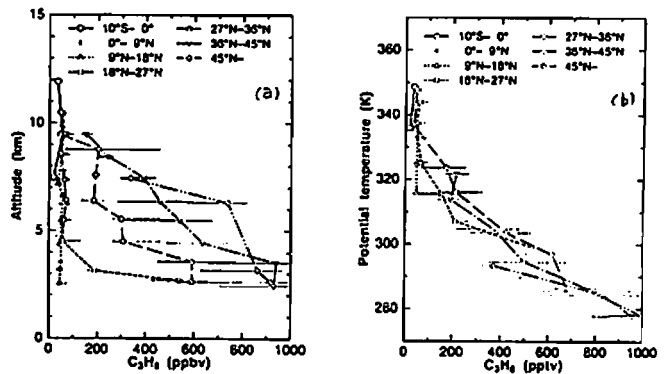 10°S– 0°
0°– 9°N
9°N–18°N
18°N–27°N
27°N–36°N
36°N–45°N
45°N–
(a)
15
10
5
0
Altitude (km)
0 200 400 600 800 1000
C3H8 (ppbv)
10°S– 0°
0°– 9°N
9°N–18°N
18°N–27°N
27°N–36°N
36°N–45°N
45°N–
(b)
360
340
320
300
280
Potential temperature (K)
0 200 400 600 800 1000
C3H8 (pptv)